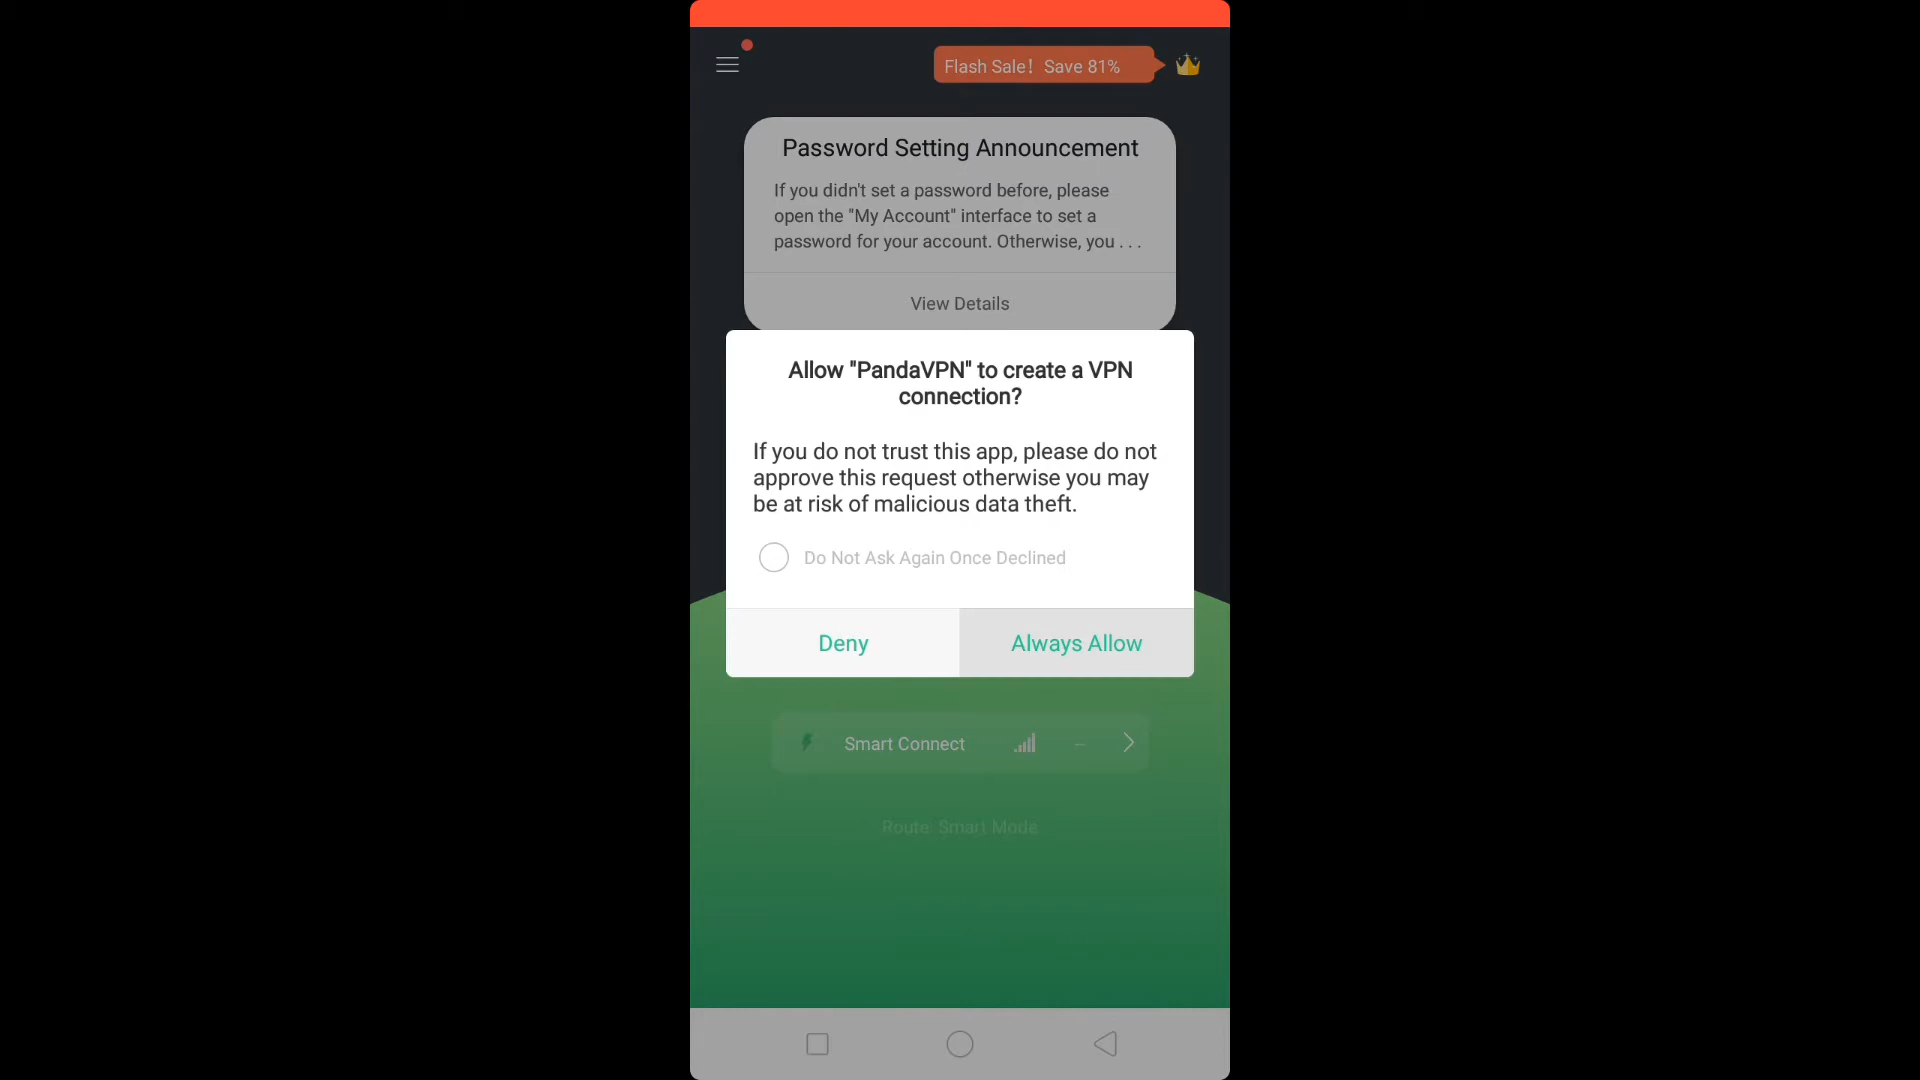 Flash Sale！ Save 81%
Password Setting Announcement
If you didn't set a password before, please
open the "My Account" interface to set a
password for your account. Otherwise, you . . .
View Details
Allow "PandaVPN" to create a VPN
connection?
If you do not trust this app, please do not
approve this request otherwise you may
be at risk of malicious data theft.
Do Not Ask Again Once Declined
Deny
Always Allow
Smart Connect
--
Route: Smart Mode